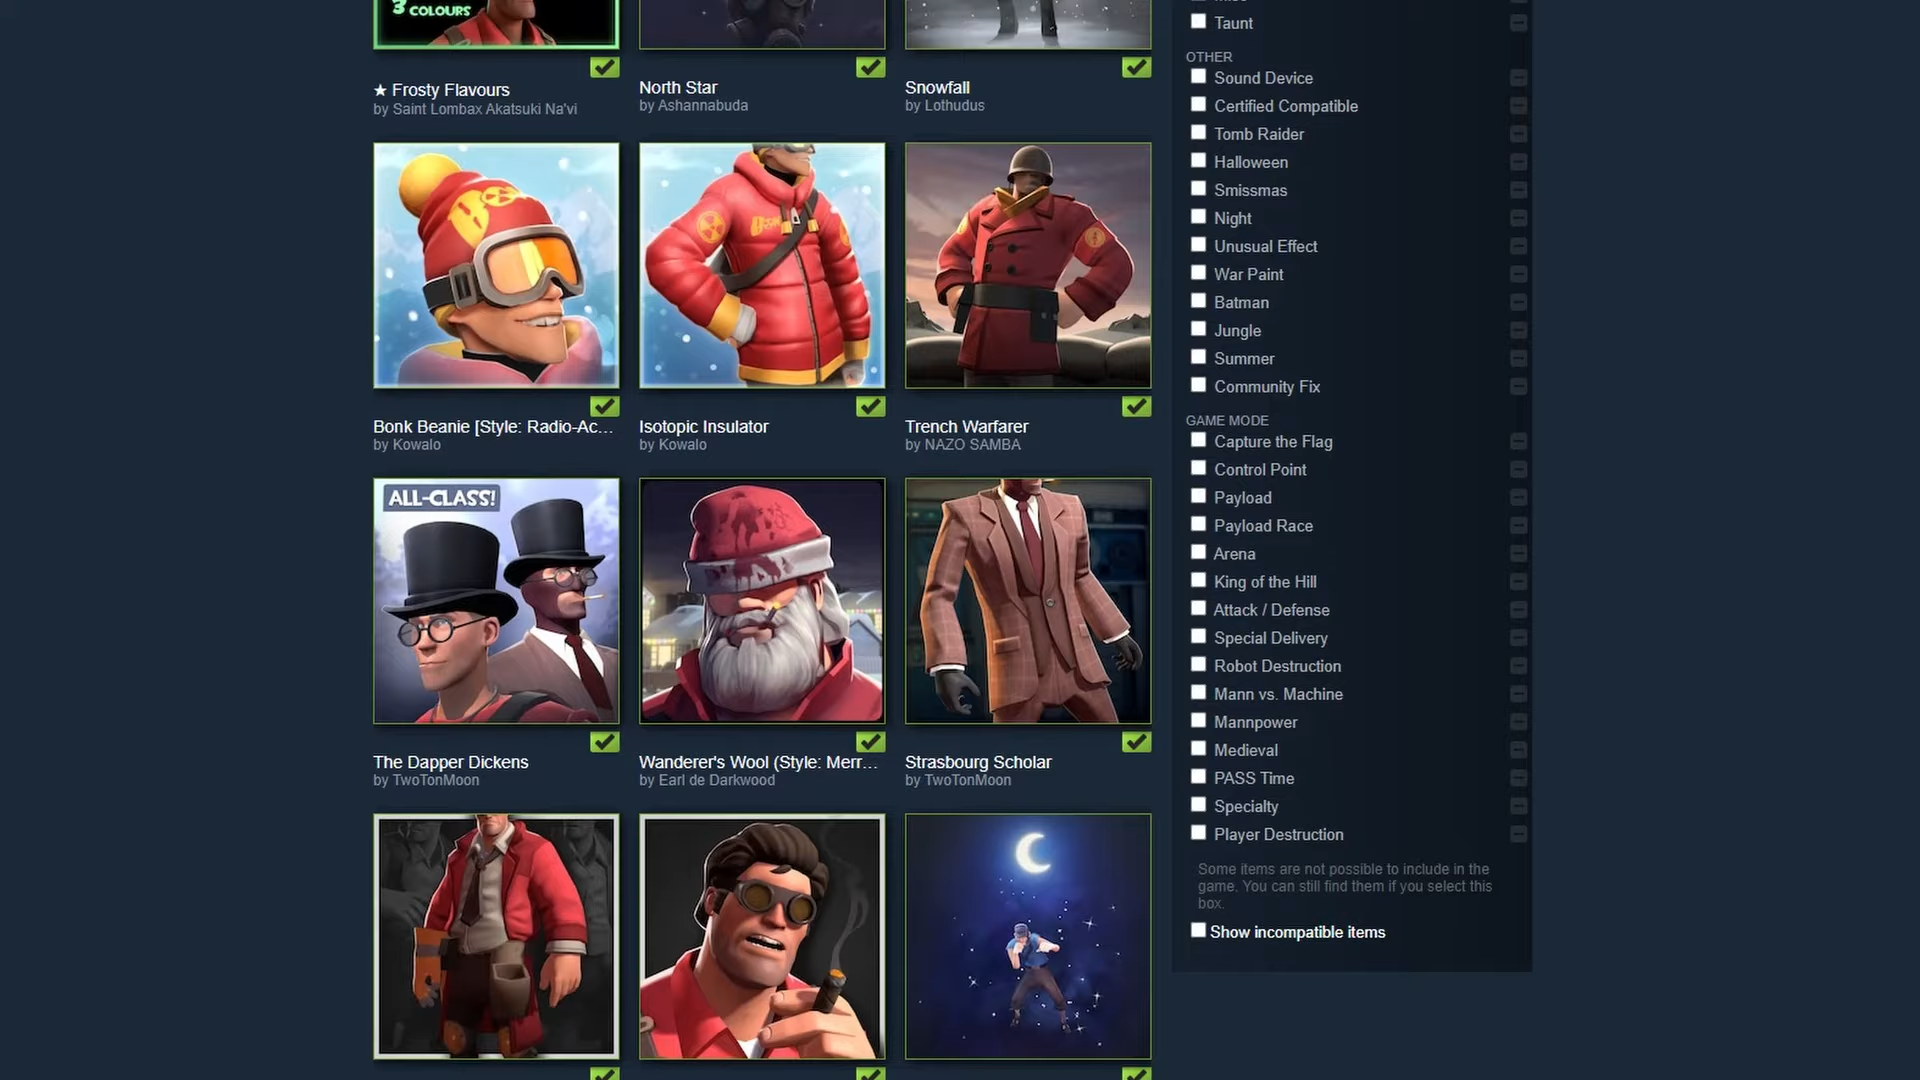 3 COLOURS
★ Frosty Flavours
by Saint Lombax Akatsuki Na'vi
North Star
by Ashannabuda
Snowfall
by Lothudus
Bonk Beanie [Style: Radio-Ac...
by Kowalo
Isotopic Insulator
by Kowalo
Trench Warfarer
by NAZO SAMBA
ALL-CLASS!
The Dapper Dickens
by TwoTonMoon
Wanderer's Wool (Style: Merr...
by Earl de Darkwood
Strasbourg Scholar
by TwoTonMoon
Taunt
OTHER
Sound Device
Certified Compatible
Tomb Raider
Halloween
Smissmas
Night
Unusual Effect
War Paint
Batman
Jungle
Summer
Community Fix
GAME MODE
Capture the Flag
Control Point
Payload
Payload Race
Arena
King of the Hill
Attack / Defense
Special Delivery
Robot Destruction
Mann vs. Machine
Mannpower
Medieval
PASS Time
Specialty
Player Destruction
Some items are not possible to include in the
game. You can still find them if you select this
box.
Show incompatible items